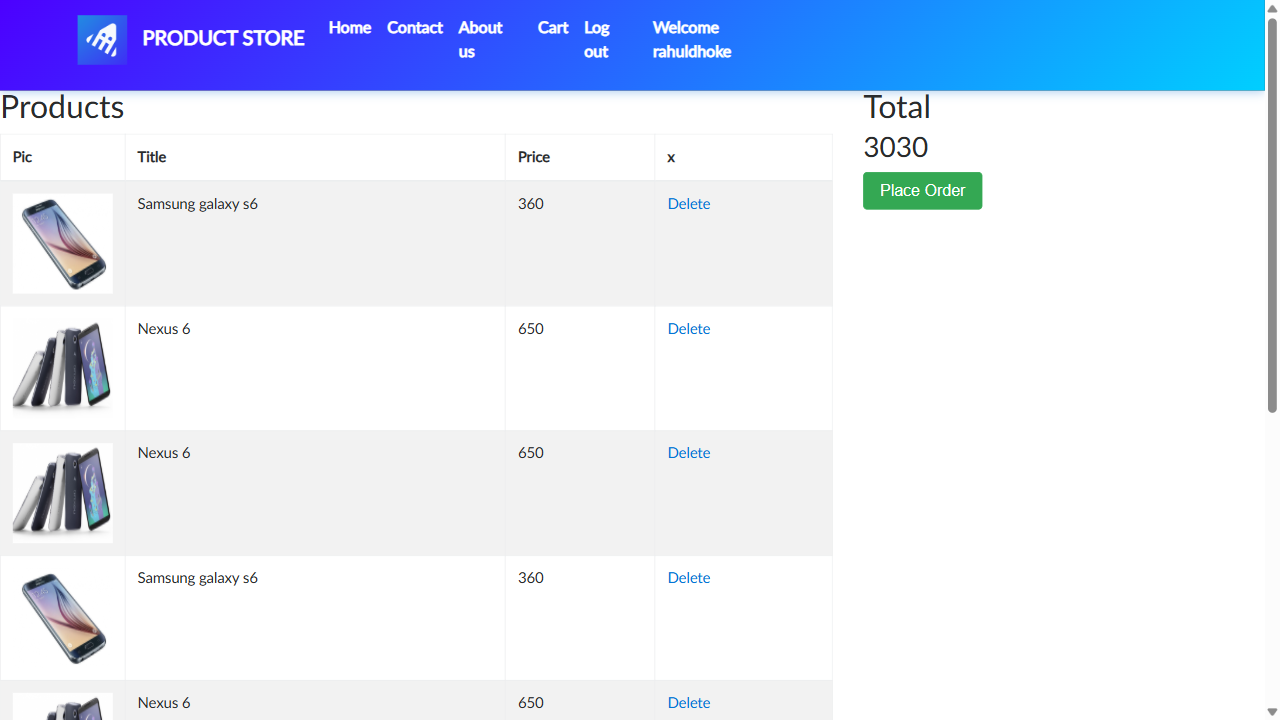 PRODUCT STORE
Home
Contact
About
us
Cart
Log
out
Welcome
rahuldhoke
Products
Pic Title Price x
Samsung galaxy s6 360 Delete
Nexus 6 650 Delete
Nexus 6 650 Delete
Samsung galaxy s6 360 Delete
Nexus 6 650 Delete
Total
3030
Place Order